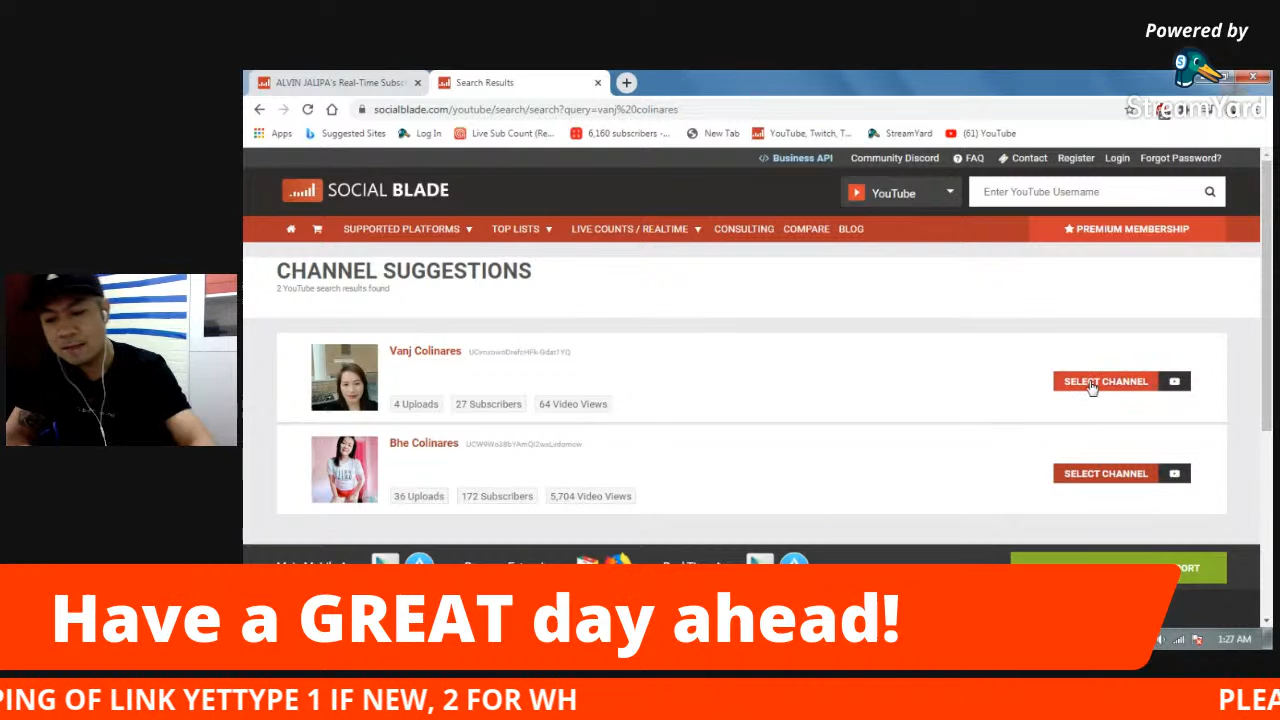 Powered by
StreamYard
ALVIN JALIPA's Real-Time Subsc
Search Results
socialblade.com/youtube/search/search?query=vanj%20colinares
Apps
Suggested Sites
Log In
Live Sub Count (Re...
6,160 subscribers -...
New Tab
YouTube, Twitch, T...
StreamYard
(61) YouTube
</> Business API
Community Discord
FAQ
Contact
Register
Login
Forgot Password?
SOCIAL BLADE
YouTube
Enter YouTube Username
SUPPORTED PLATFORMS
TOP LISTS
LIVE COUNTS / REALTIME
CONSULTING
COMPARE
BLOG
PREMIUM MEMBERSHIP
CHANNEL SUGGESTIONS
2 YouTube search results found
Vanj Colinares
4 Uploads
27 Subscribers
64 Video Views
SELECT CHANNEL
Bhe Colinares
36 Uploads
172 Subscribers
5,704 Video Views
SELECT CHANNEL
ORT
Have a GREAT day ahead!
1:27 AM
PING OF LINK YETTYPE 1 IF NEW, 2 FOR WH
PLEA